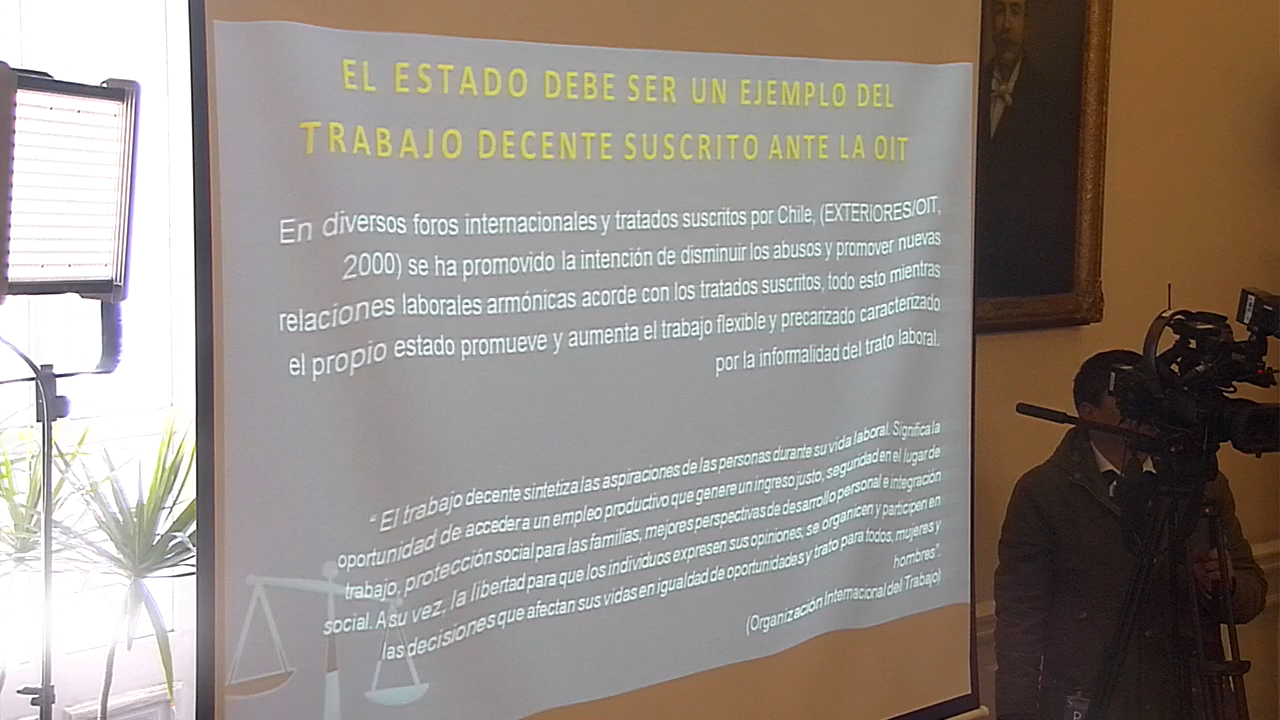 EL ESTADO DEBE SER UN EJEMPLO DEL
TRABAJO DECENTE SUSCRITO ANTE LA OIT
En diversos foros internacionales y tratados suscritos por Chile, (EXTERIORES/OIT,
2000) se ha promovido la intención de disminuir los abusos y promover nuevas
relaciones laborales armónicas acorde con los tratados suscritos, todo esto mientras
el propio estado promueve y aumenta el trabajo flexible y precarizado caracterizado
por la informalidad del trato laboral.
“ El trabajo decente sintetiza las aspiraciones de las personas durante su vida laboral. Significa la
oportunidad de acceder a un empleo productivo que genere un ingreso justo, seguridad en el lugar de
trabajo, protección social para las familias, mejores perspectivas de desarrollo personal e integración
social. A su vez, la libertad para que los individuos expresen sus opiniones, se organicen y participen en
las decisiones que afectan sus vidas en igualdad de oportunidades y trato para todos, mujeres y
hombres”.
(Organización Internacional del Trabajo)